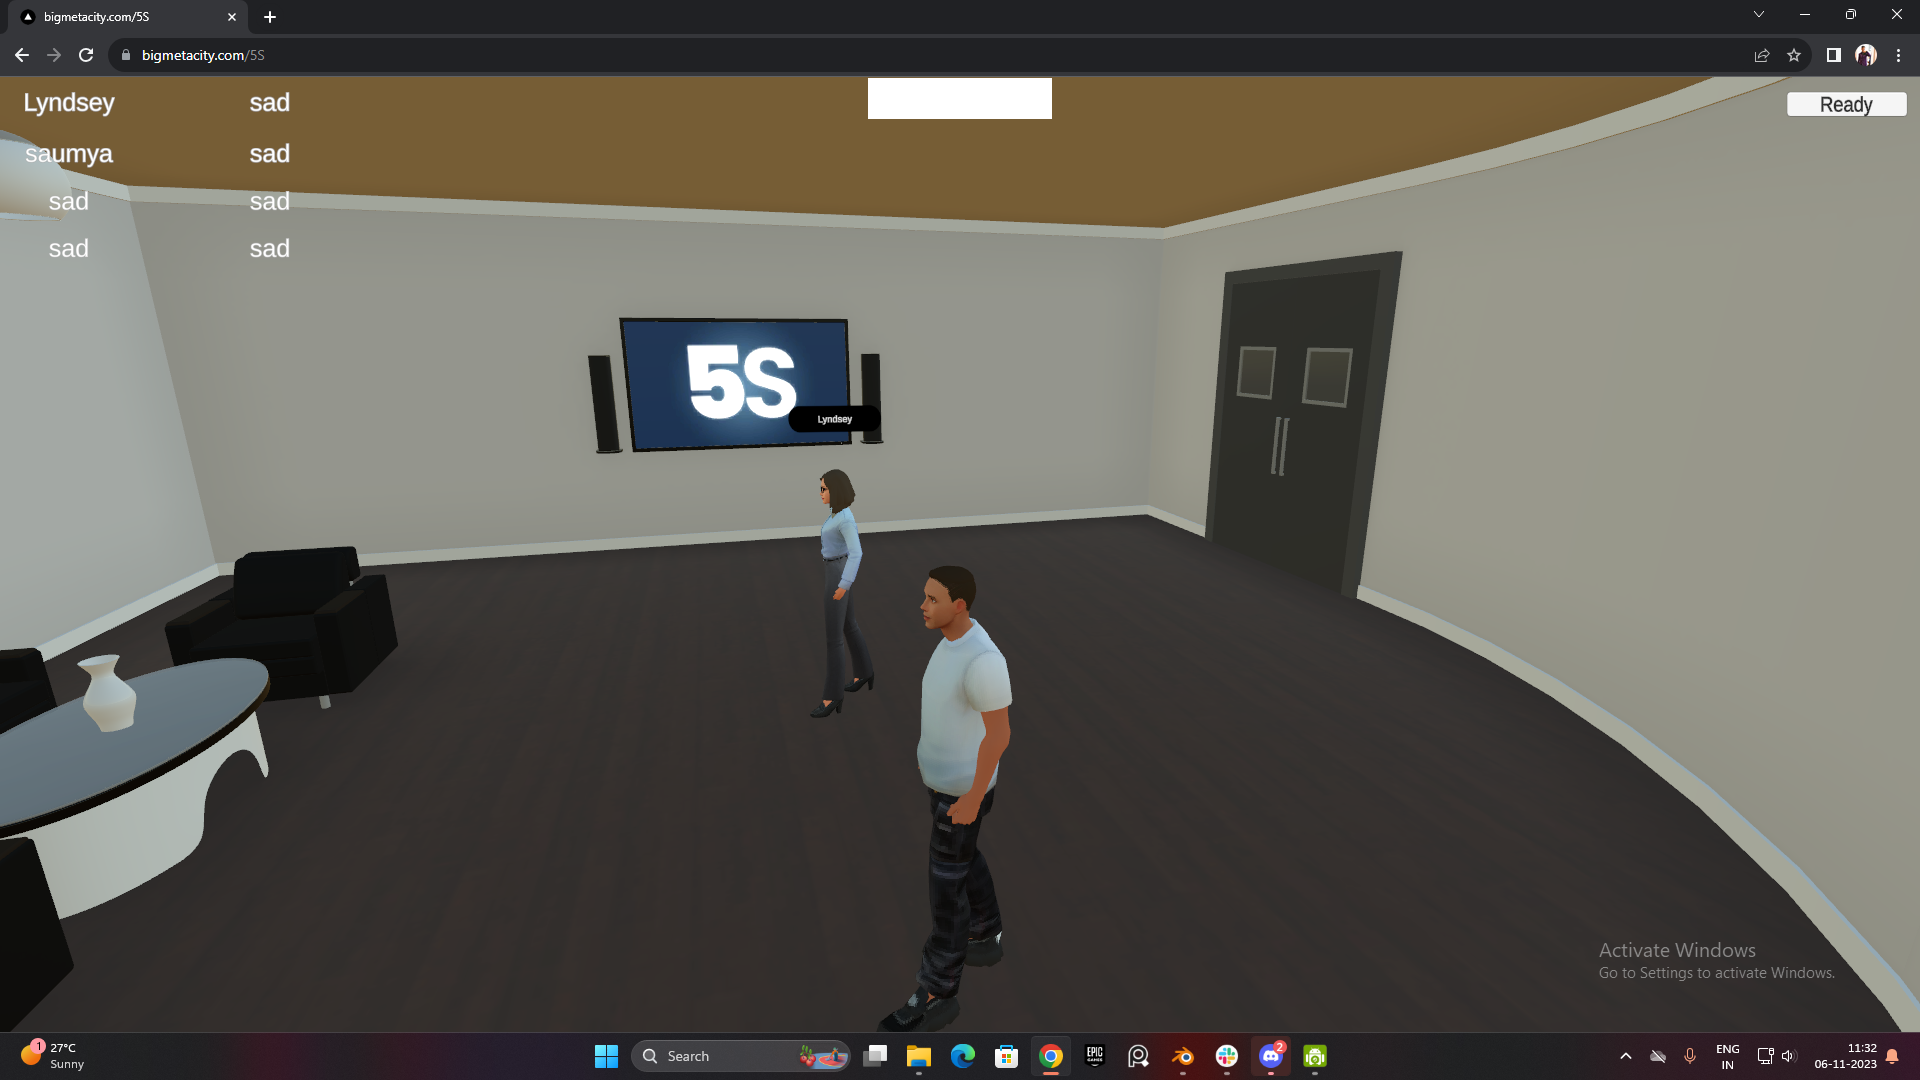 bigmetacity.com/5S
bigmetacity.com/5S
Lyndsey sad
Ready
saumya sad
sad sad
sad sad
5S
Lyndsey
Activate Windows
Go to Settings to activate Windows.
1
27°C
Sunny
Search
EPIC
GAMES
2
ENG
IN
11:32
06-11-2023